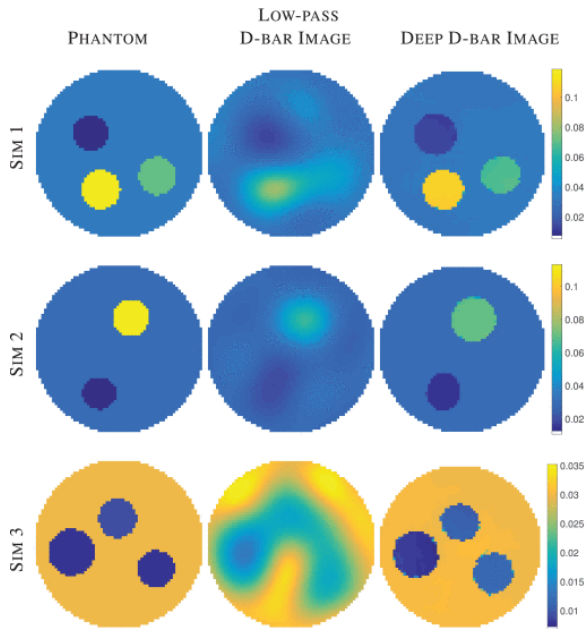 PHANTOM
LOW-PASS
D-BAR IMAGE
DEEP D-BAR IMAGE
SIM 1
0.1
0.08
0.06
0.04
0.02
SIM 2
0.1
0.08
0.06
0.04
0.02
SIM 3
0.035
0.03
0.025
0.02
0.015
0.01